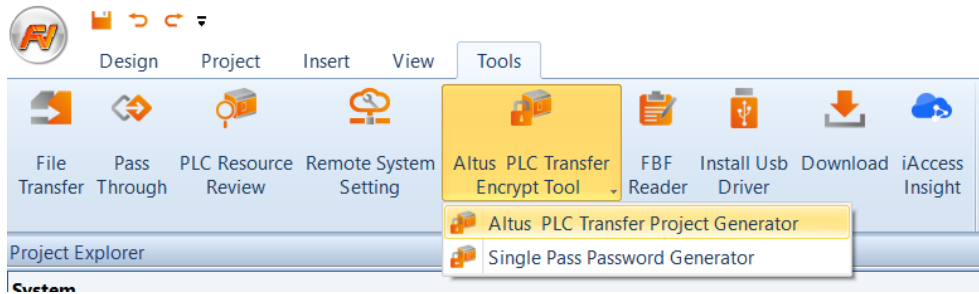 Design Project Insert View Tools
File Transfer
Pass Through
PLC Resource Review
Remote System Setting
Altus PLC Transfer Encrypt Tool
FBF Reader
Install Usb Driver
Download
iAccess Insight
Altus PLC Transfer Project Generator
Single Pass Password Generator
Project Explorer
System